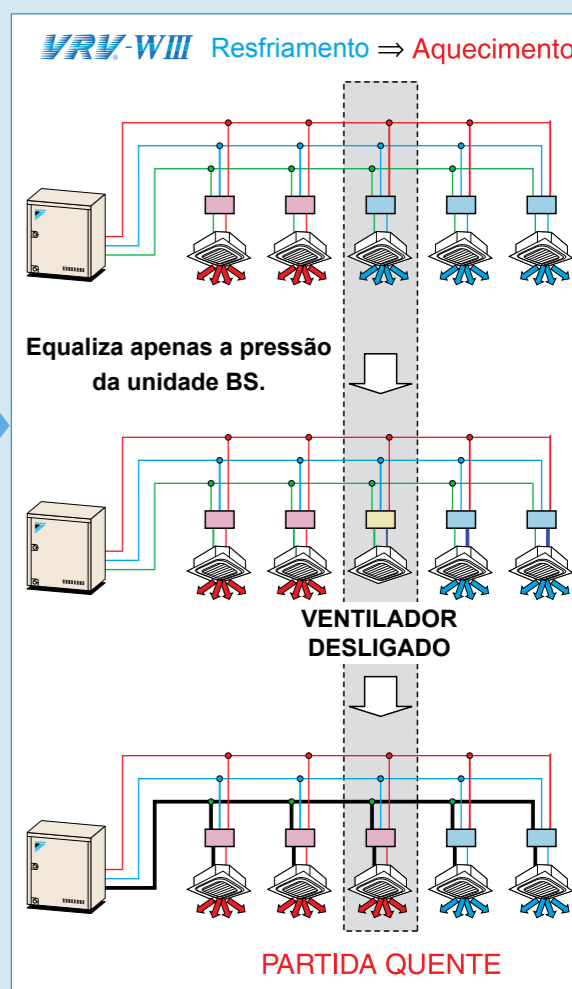 VRV-WIII Resfriamento ⇒ Aquecimento
Equaliza apenas a pressão
da unidade BS.
VENTILADOR
DESLIGADO
PARTIDA QUENTE